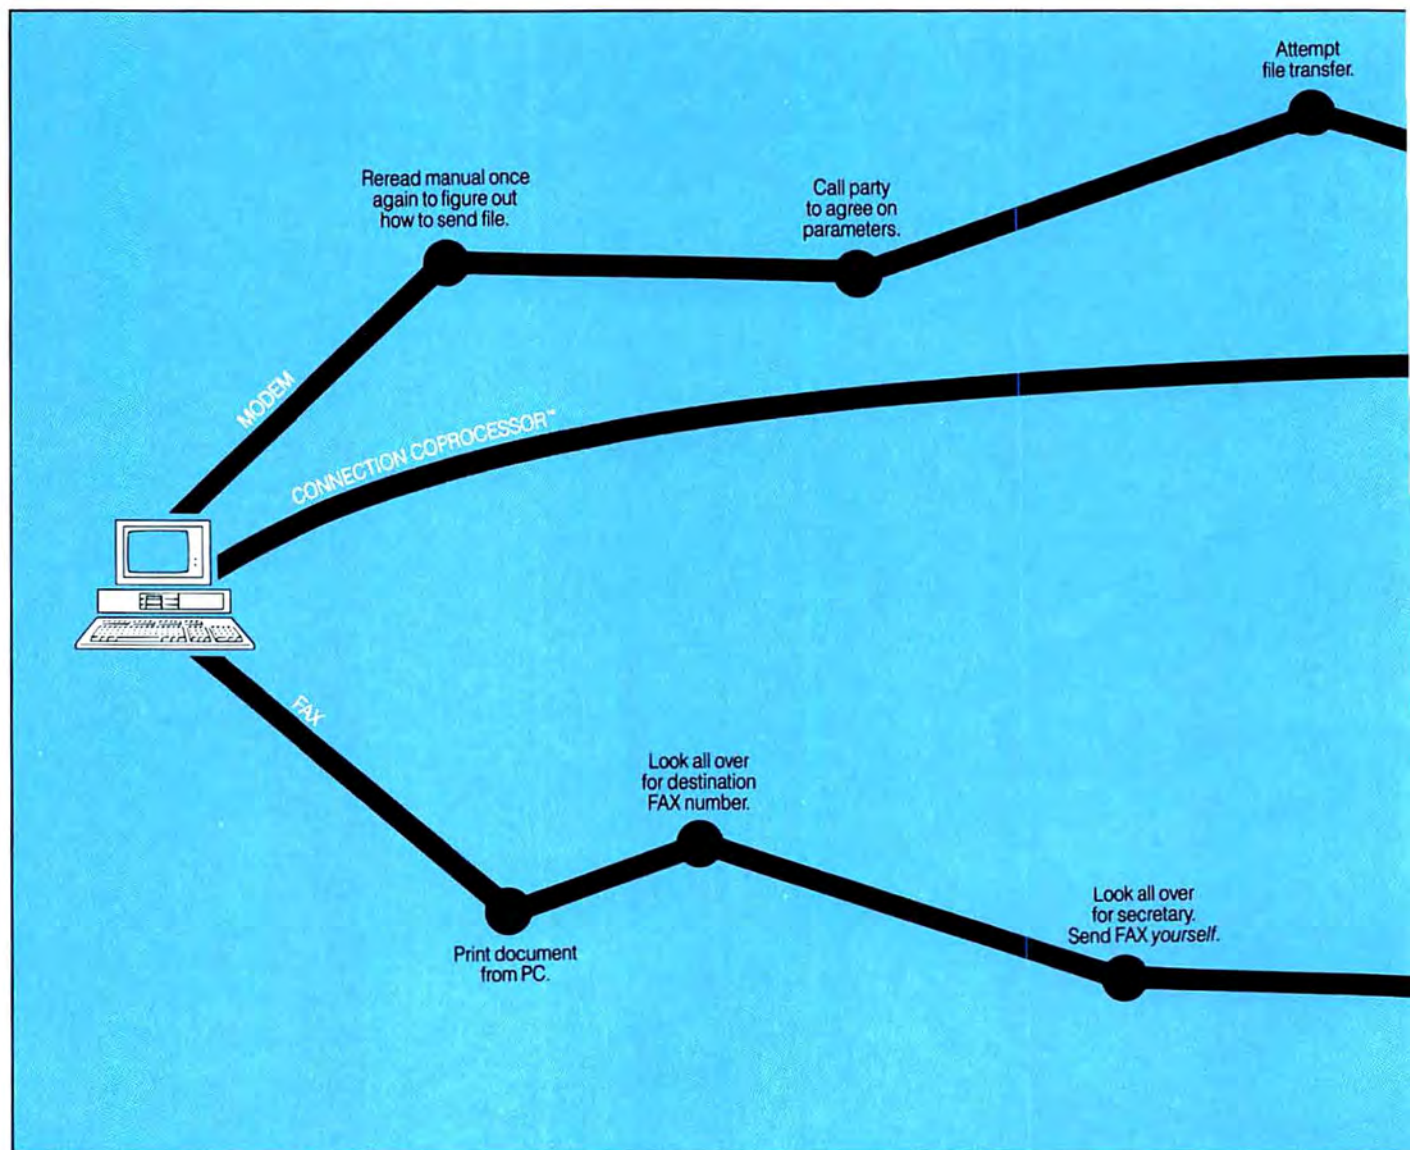 Attempt
file transfer.
Reread manual once
again to figure out
how to send file.
Call party
to agree on
parameters.
MODEM
CONNECTION COPROCESSOR™
FAX
Look all over
for destination
FAX number.
Print document
from PC.
Look all over
for secretary.
Send FAX yourself.